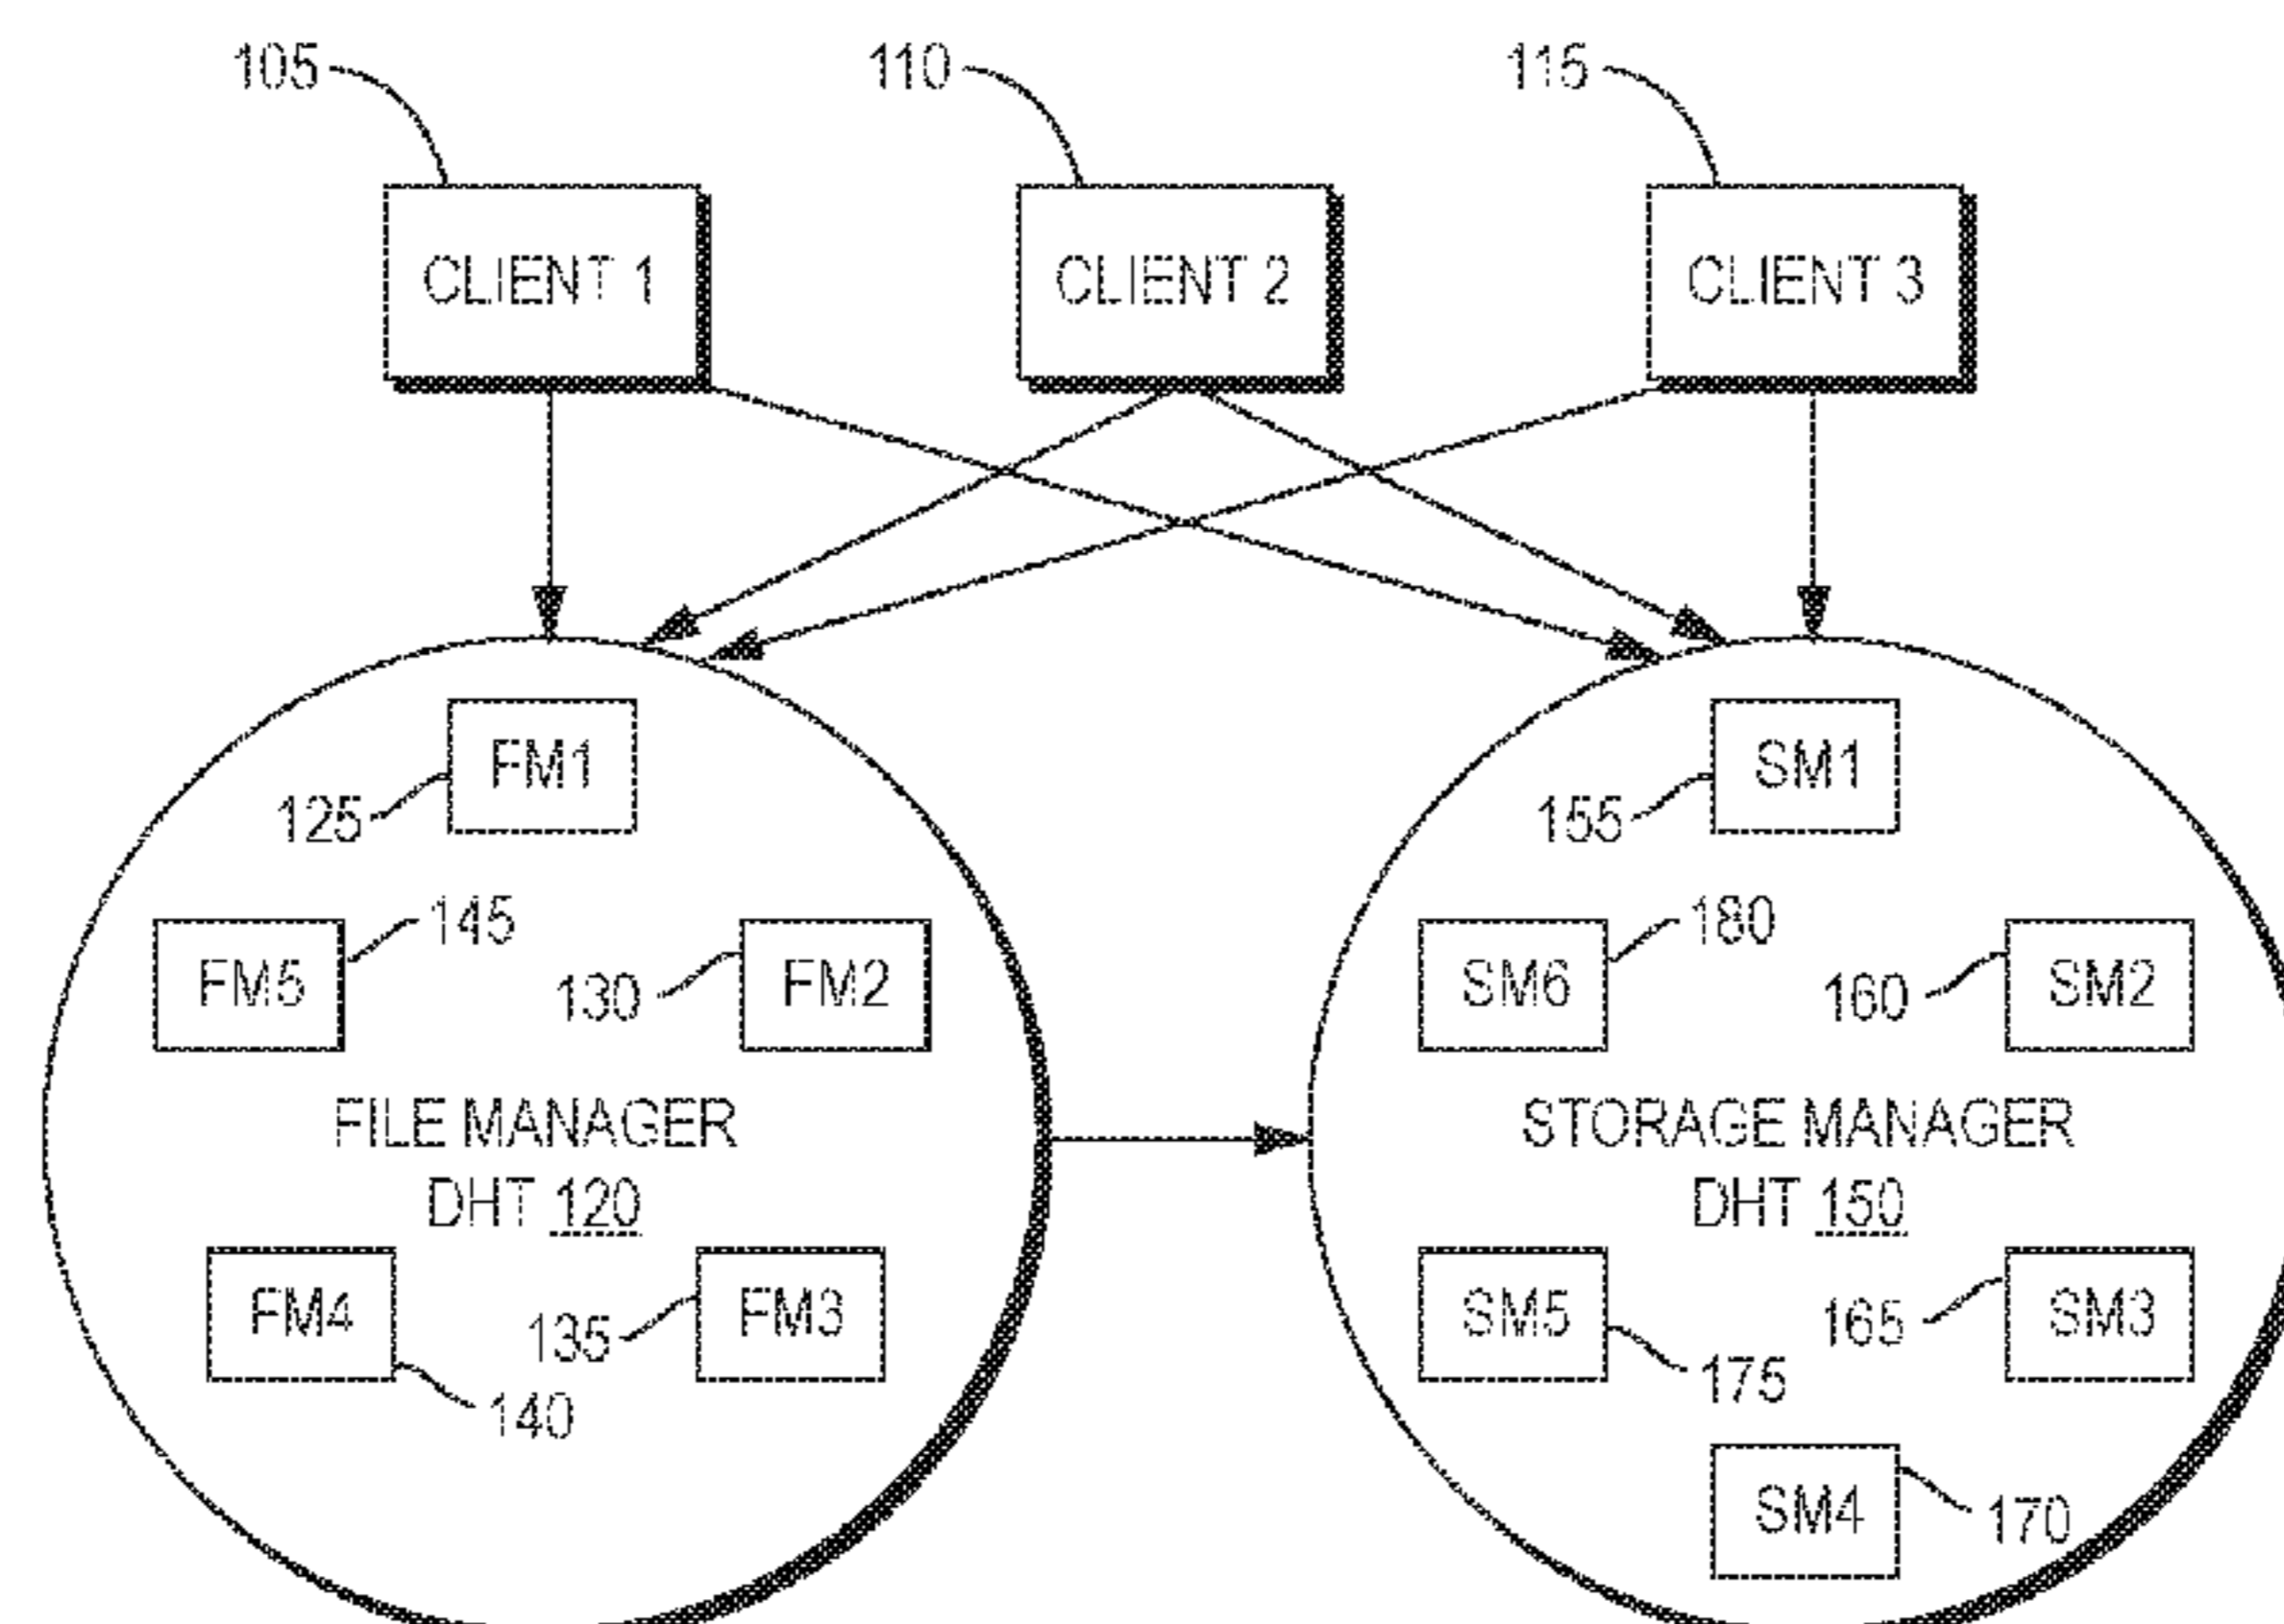 105
110
115
CLIENT 1
CLIENT 2
CLIENT 3
FM1
125
FM5
145
130
FM2
FILE MANAGER
DHT 120
FM4
140
135
FM3
SM1
155
SM6
180
160
SM2
STORAGE MANAGER
DHT 150
SM5
175
165
SM3
SM4
170